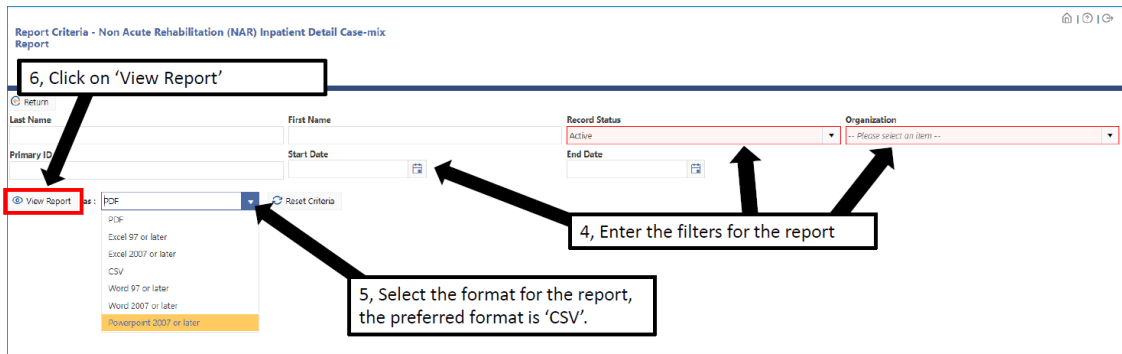 Report Criteria - Non Acute Rehabilitation (NAR) Inpatient Detail Case-mix
Report
6, Click on ‘View Report’
Return
Last Name
First Name
Record Status
Organization
Active
-- Please select an item --
Primary ID
Start Date
End Date
View Report as : PDF Reset Criteria
PDF
Excel 97 or later
Excel 2007 or later
CSV
Word 97 or later
Word 2007 or later
Powerpoint 2007 or later
4, Enter the filters for the report
5, Select the format for the report,
the preferred format is ‘CSV’.